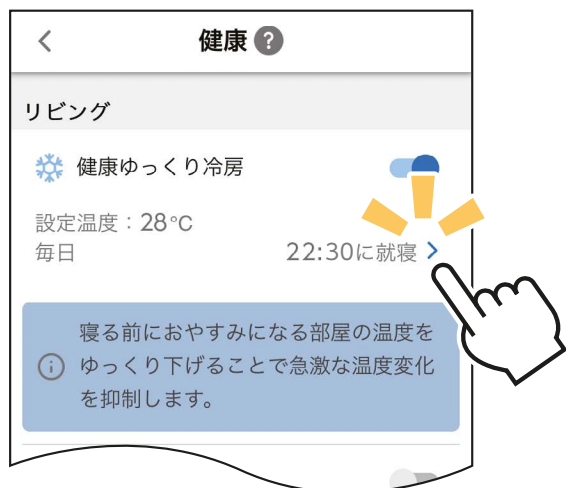 健康 ?
リビング
健康ゆっくり冷房
設定温度：28℃
毎日 22:30に就寝
寝る前におやすみになる部屋の温度を
ゆっくり下げることで急激な温度変化
を抑制します。